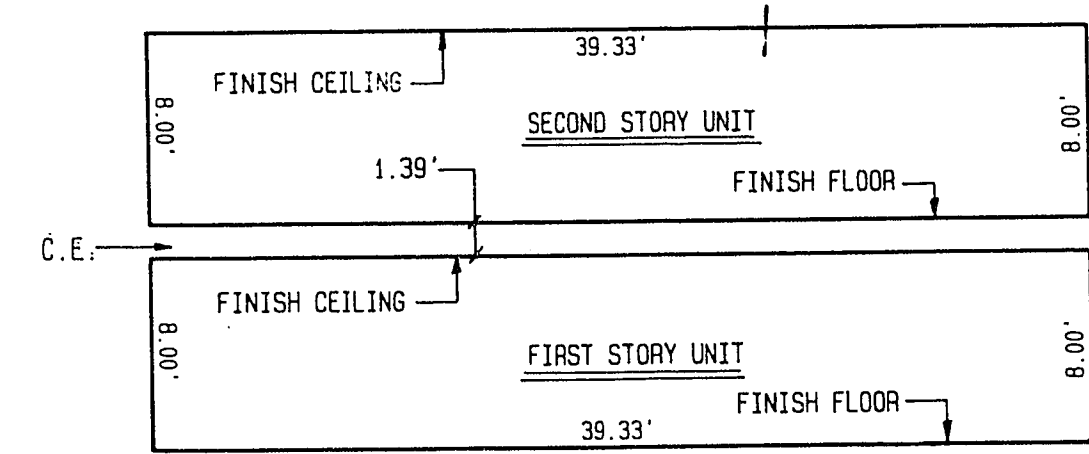 39.33'
FINISH CEILING
8.00'
8.00'
SECOND STORY UNIT
1.39'
FINISH FLOOR
C.E.
FINISH CEILING
8.00'
8.00'
FIRST STORY UNIT
FINISH FLOOR
39.33'